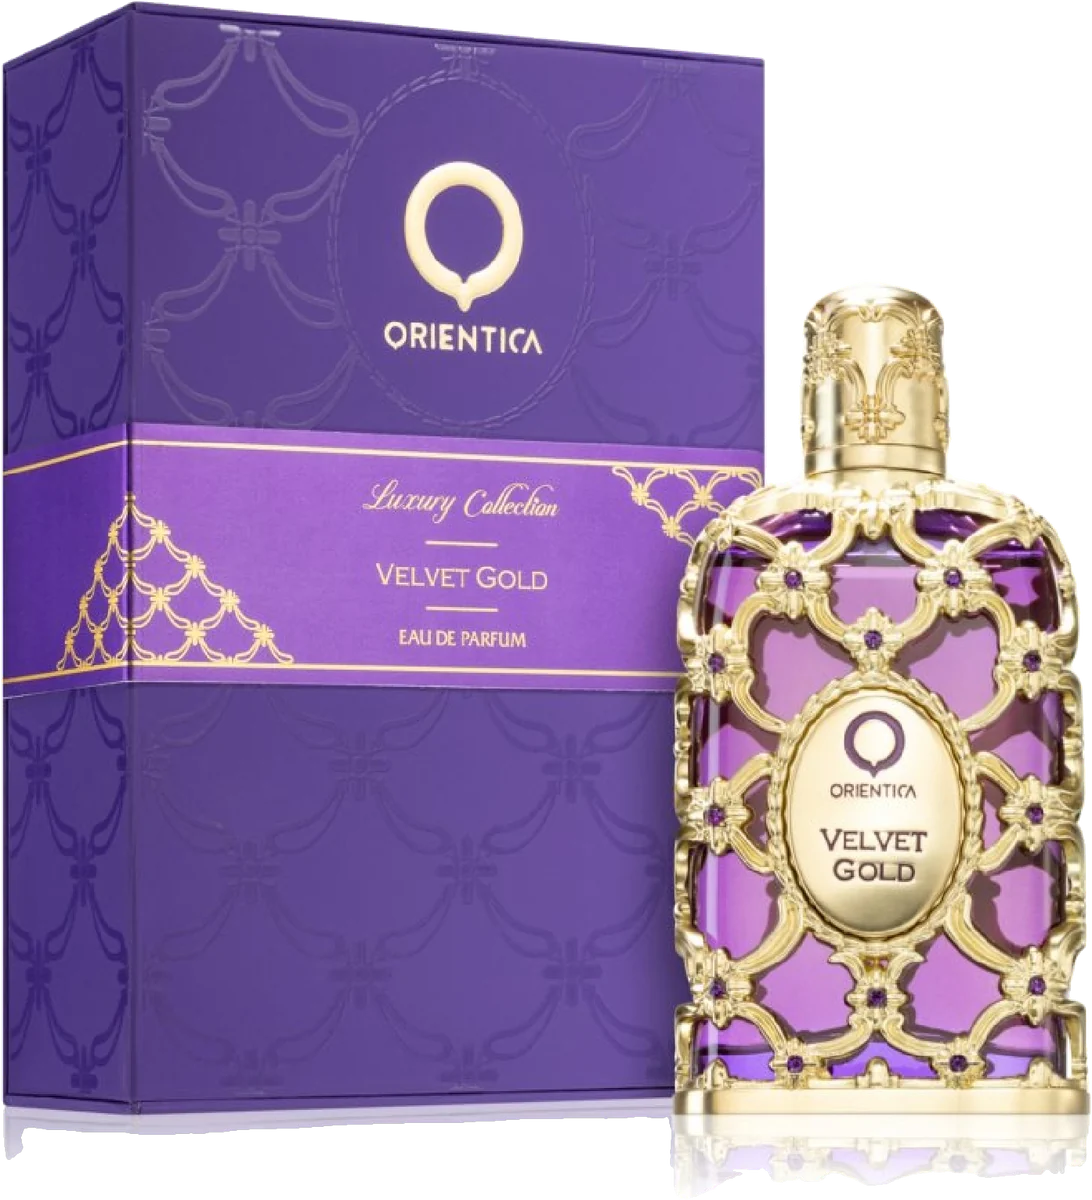 ORIENTICA
Luxury Collection
VELVET GOLD
EAU DE PARFUM
ORIENTICA
VELVET
GOLD